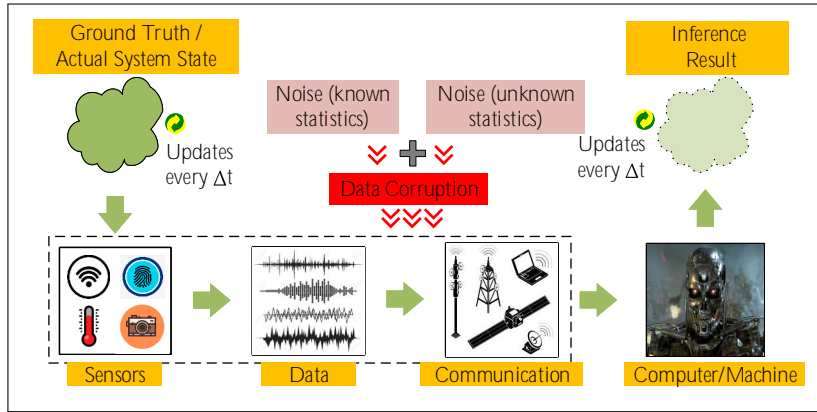 Ground Truth /
Actual System State
Inference
Result
Noise (known
statistics)
Noise (unknown
statistics)
Updates
every Δt
Updates
every Δt
Data Corruption
Sensors
Data
Communication
Computer/Machine